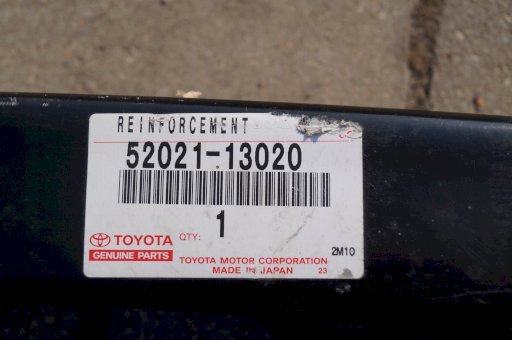 REINFORCEMENT
52021-13020
QTY: 1
TOYOTA
GENUINE PARTS
2M10
TOYOTA MOTOR CORPORATION
MADE IN JAPAN 23